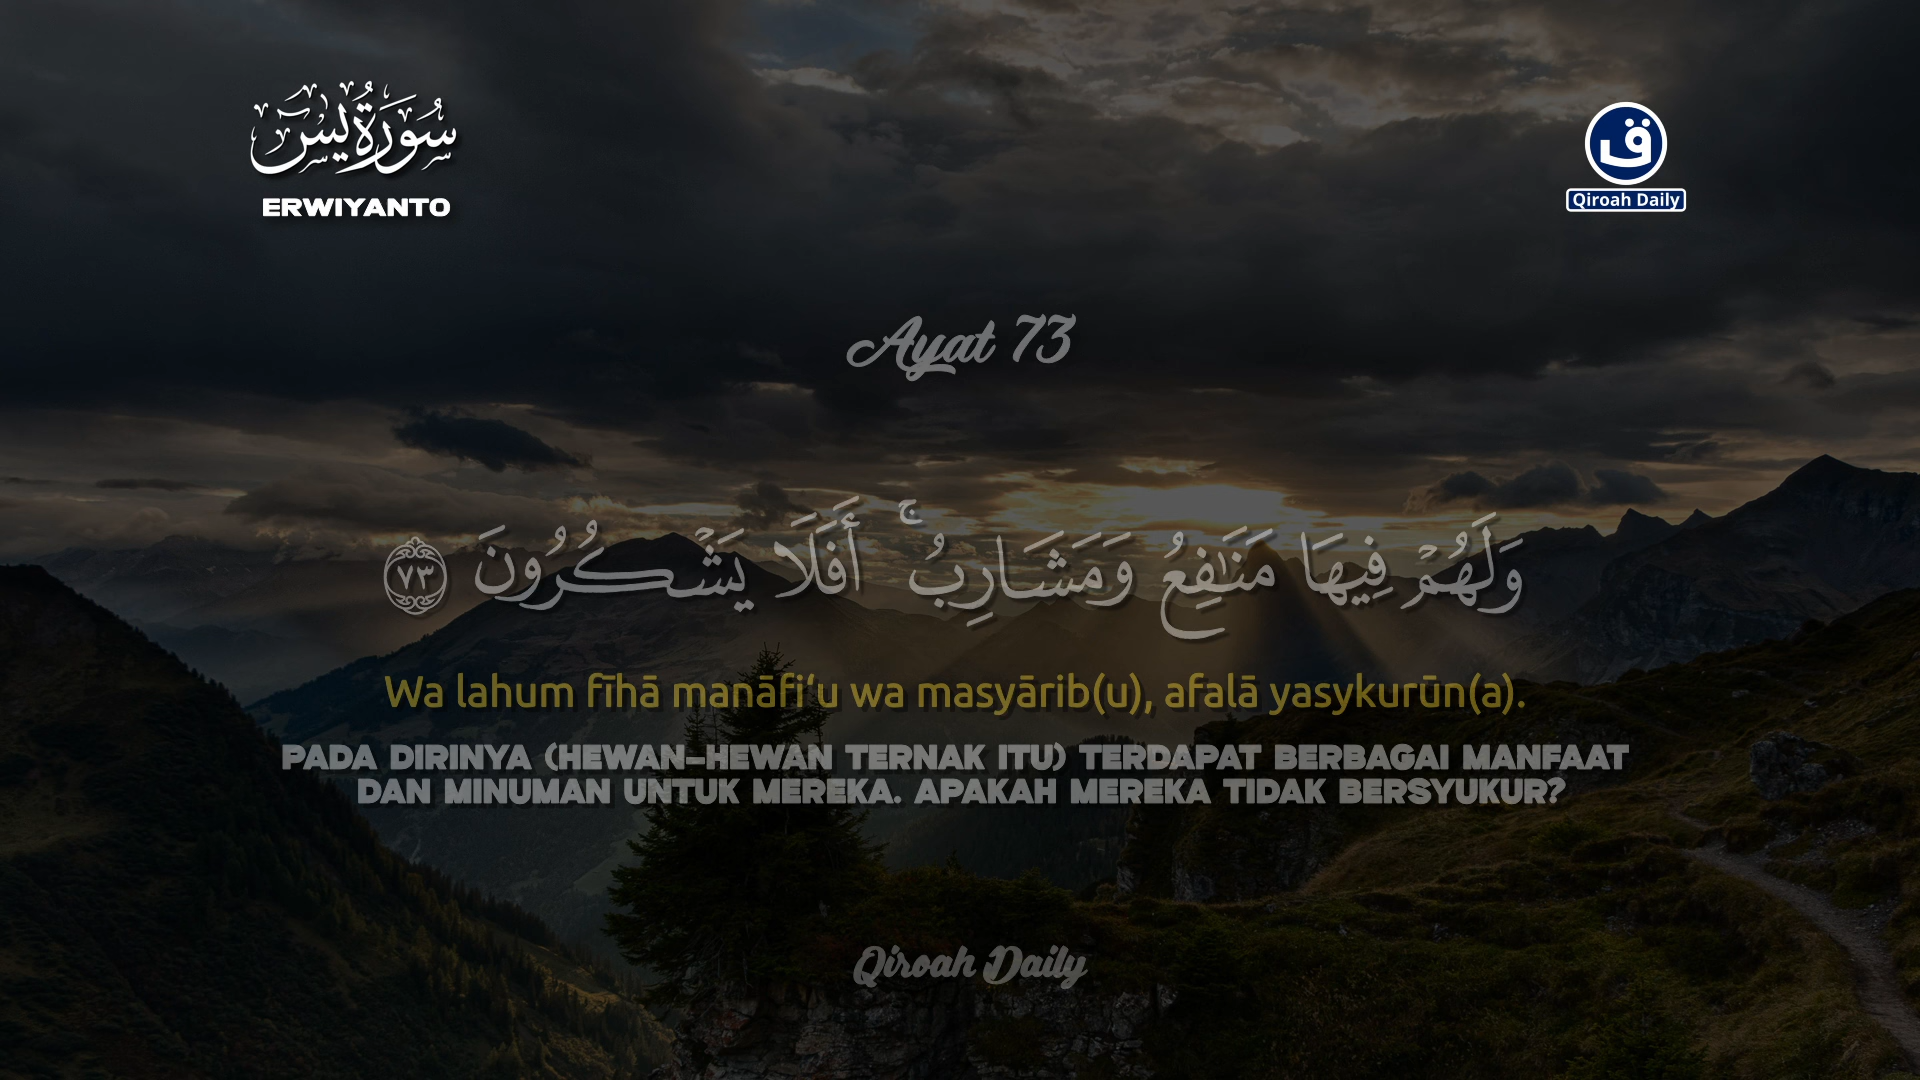 سُورَةُ يٰسٓ
ERWIYANTO
ق
Qiroah Daily
Ayat 73
وَلَهُمْ فِيهَا مَنَٰفِعُ وَمَشَارِبُ ۚ أَفَلَا يَشْكُرُونَ ٧٣
Wa lahum fīhā manāfi‘u wa masyārib(u), afalā yasykurūn(a).
PADA DIRINYA (HEWAN-HEWAN TERNAK ITU) TERDAPAT BERBAGAI MANFAAT
DAN MINUMAN UNTUK MEREKA. APAKAH MEREKA TIDAK BERSYUKUR?
Qiroah Daily